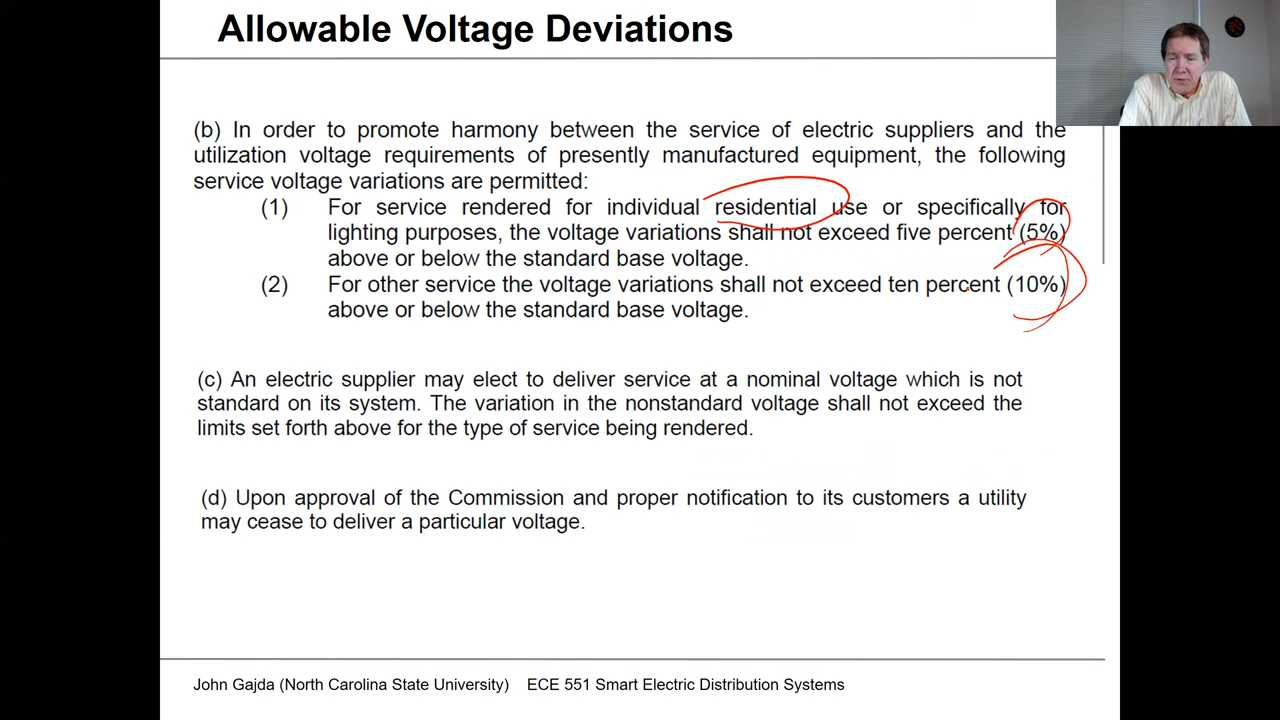 Allowable Voltage Deviations
(b) In order to promote harmony between the service of electric suppliers and the
utilization voltage requirements of presently manufactured equipment, the following
service voltage variations are permitted:
(1) For service rendered for individual residential use or specifically for
lighting purposes, the voltage variations shall not exceed five percent (5%)
above or below the standard base voltage.
(2) For other service the voltage variations shall not exceed ten percent (10%)
above or below the standard base voltage.
(c) An electric supplier may elect to deliver service at a nominal voltage which is not
standard on its system. The variation in the nonstandard voltage shall not exceed the
limits set forth above for the type of service being rendered.
(d) Upon approval of the Commission and proper notification to its customers a utility
may cease to deliver a particular voltage.
John Gajda (North Carolina State University) ECE 551 Smart Electric Distribution Systems